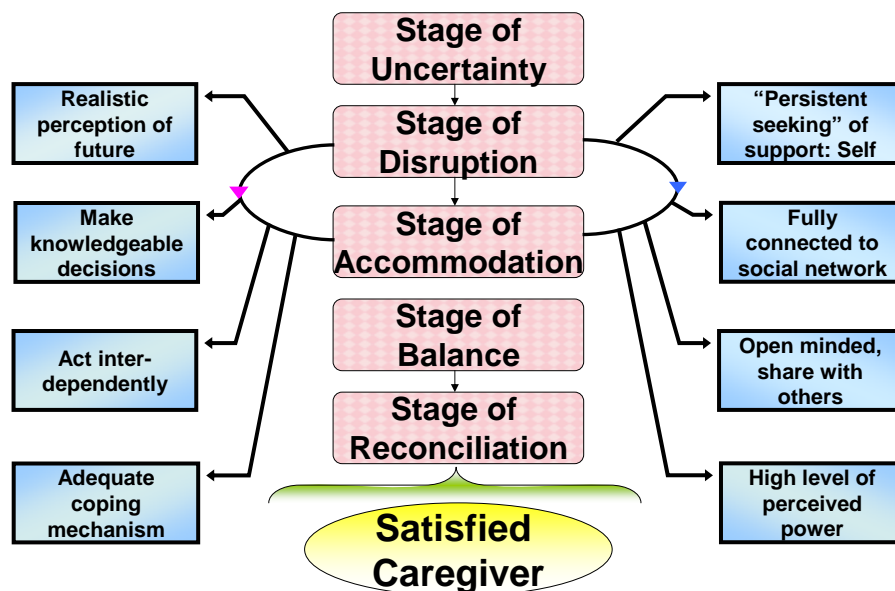 Stage of
Uncertainty
Stage of
Disruption
Stage of
Accommodation
Stage of
Balance
Stage of
Reconciliation
Satisfied
Caregiver
Realistic
perception of
future
Make
knowledgeable
decisions
Act inter-
dependently
Adequate
coping
mechanism
“Persistent
seeking” of
support: Self
Fully
connected to
social network
Open minded,
share with
others
High level of
perceived
power